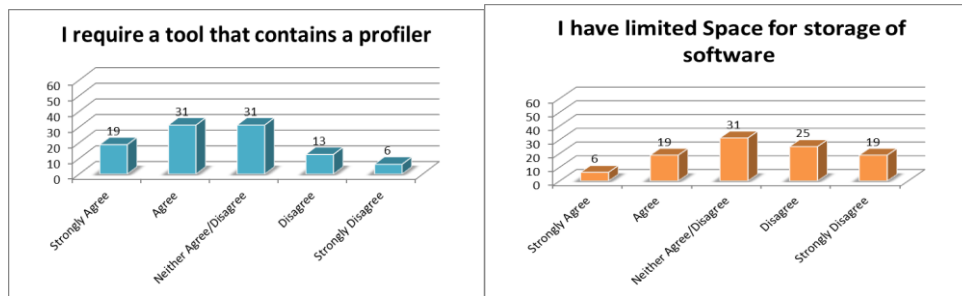 I require a tool that contains a profiler
60
50
40
30
20
10
0
19
31
31
13
6
Strongly Agree
Agree
Neither Agree/Disagree
Disagree
Strongly Disagree
I have limited Space for storage of
software
60
50
40
30
20
10
0
6
19
31
25
19
Strongly Agree
Agree
Neither Agree/Disagree
Disagree
Strongly Disagree